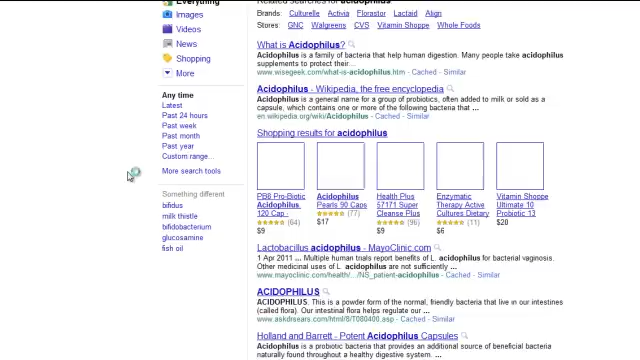 Everything
Images
Videos
News
Shopping
More
Any time
Latest
Past 24 hours
Past week
Past month
Past year
Custom range...
More search tools
Something different
bifidus
milk thistle
bifidobacterium
glucosamine
fish oil
Related Searches for acidophilus
Brands: Culturelle Activia Florastor Lactaid Align
Stores: GNC Walgreens CVS Vitamin Shoppe Whole Foods
What is Acidophilus?
Acidophilus is a family of bacteria that help human digestion. Many people take acidophilus
supplements to protect their...
www.wisegeek.com/what-is-acidophilus.htm - Cached - Similar
Acidophilus - Wikipedia, the free encyclopedia
Acidophilus is a general name for a group of probiotics, often added to milk or sold as a
capsule, which contains one or more of the following bacteria that ...
en.wikipedia.org/wiki/Acidophilus - Cached - Similar
Shopping results for acidophilus
PB8 Pro-Biotic
Acidophilus
120 Cap -
(64)
$9
Acidophilus
Pearls 90 Caps
(77)
$17
Health Plus
57171 Super
Cleanse Plus
(96)
$9
Enzymatic
Therapy Active
Cultures Dietary
(11)
$6
Vitamin Shoppe
Ultimate 10
Probiotic 13
$20
Lactobacillus acidophilus - MayoClinic.com
1 Apr 2011 ... Multiple human trials report benefits of L. acidophilus for bacterial vaginosis.
Other medicinal uses of L. acidophilus are not sufficiently ...
www.mayoclinic.com/health/.../NS_patient-acidophilus - Cached - Similar
ACIDOPHILUS
ACIDOPHILUS. This is a powder form of the normal, friendly bacteria that live in our intestines
(called flora). Our intestinal flora helps regulate our ...
www.askdrsears.com/html/8/T080400.asp - Cached - Similar
Holland and Barrett - Potent Acidophilus Capsules
Acidophilus is a probiotic bacteria that provides an additional source of beneficial bacteria
naturally found throughout a healthy digestive system. ...